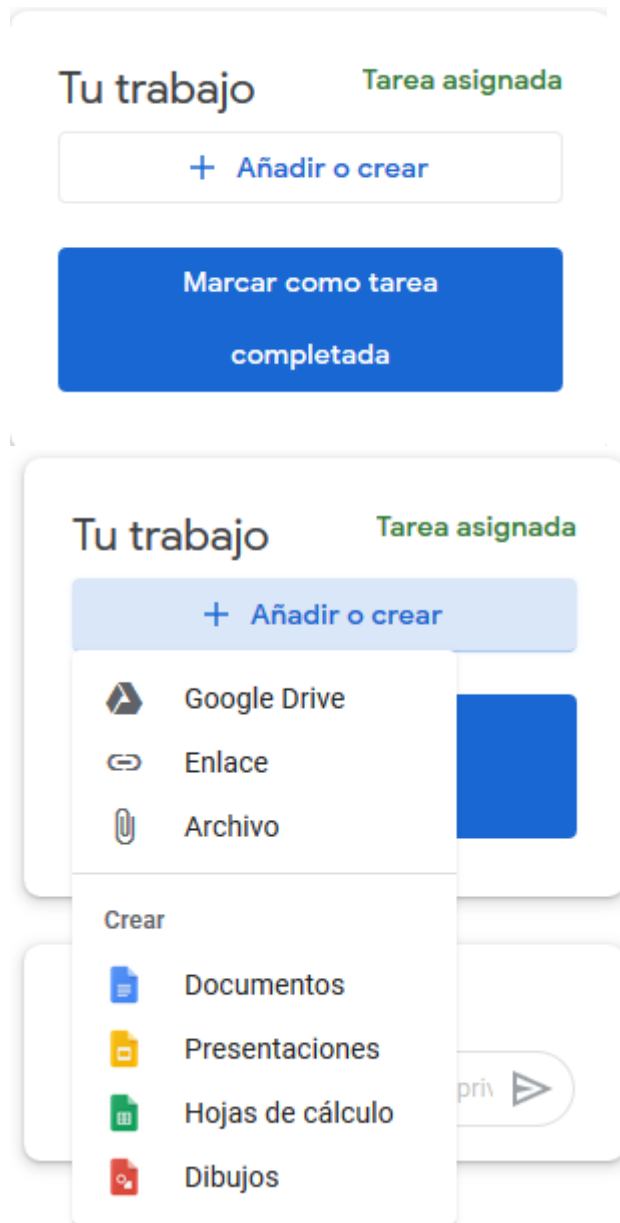 Tu trabajo
Tarea asignada
+ Añadir o crear
Marcar como tarea
completada
Tu trabajo
Tarea asignada
+ Añadir o crear
Google Drive
Enlace
Archivo
Crear
Documentos
Presentaciones
priv
Hojas de cálculo
Dibujos